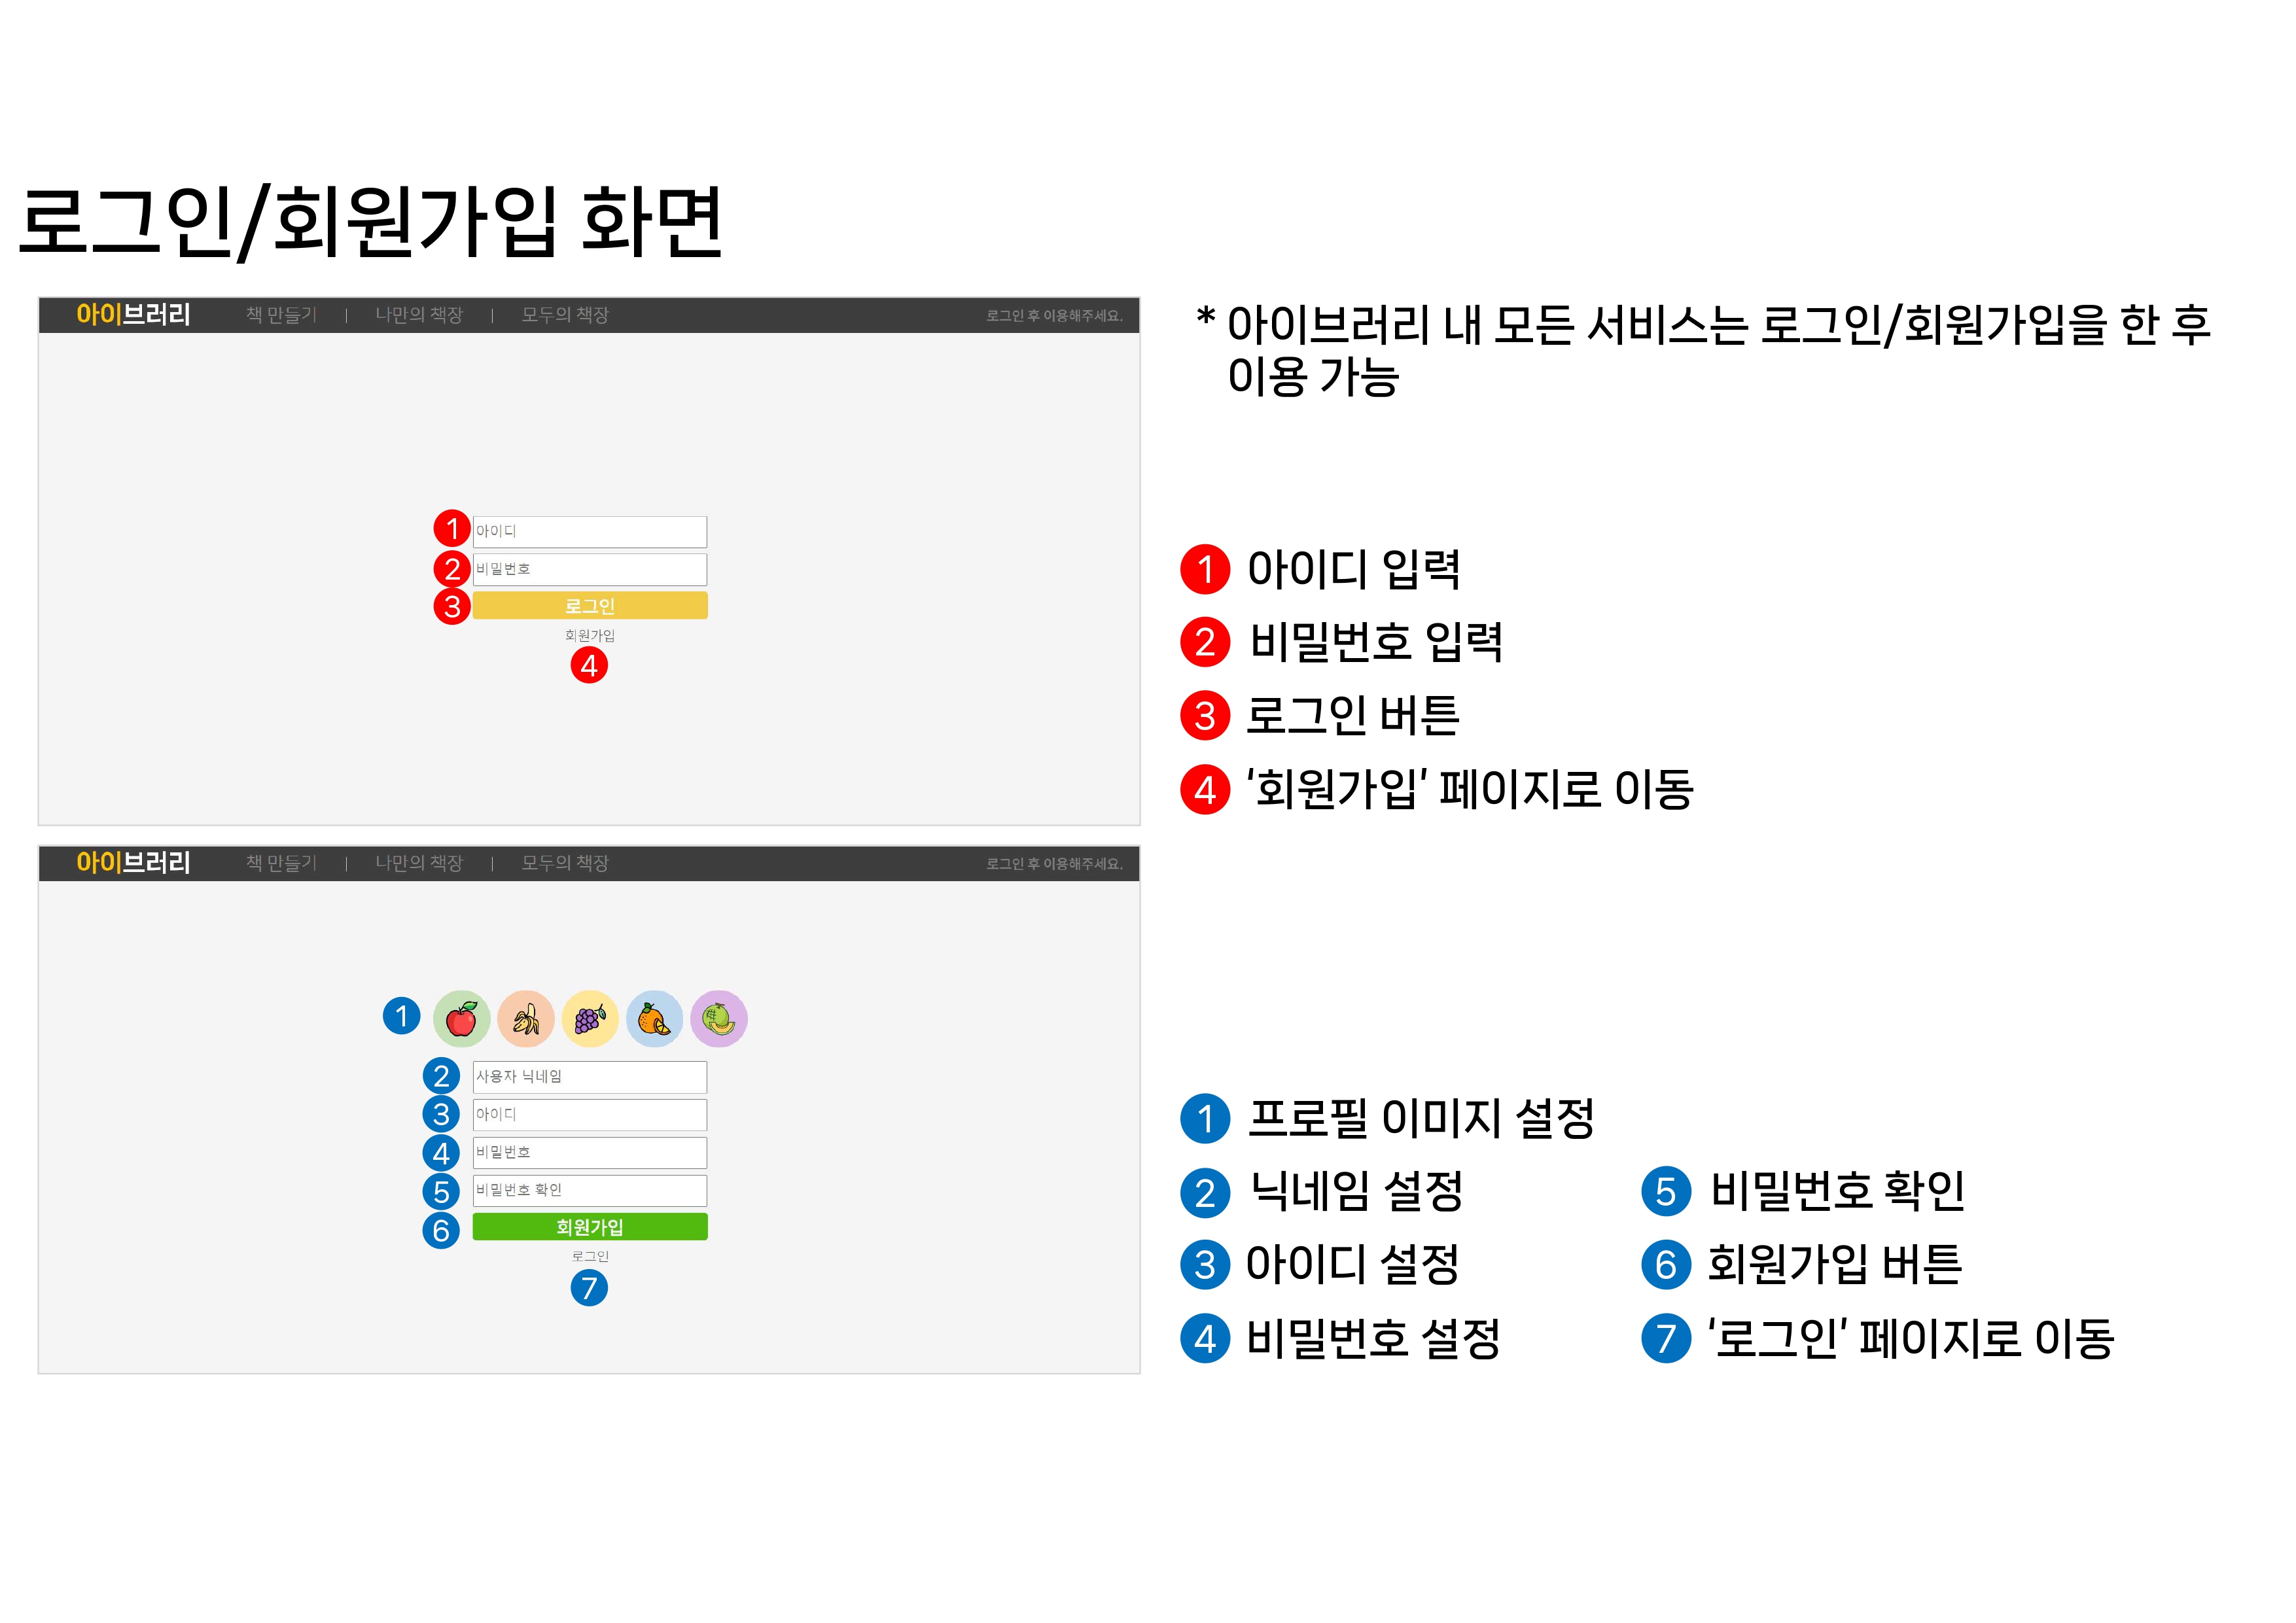 로그인/회원가입 화면
아이브러리 책 만들기 | 나만의 책장 | 모두의 책장 로그인 후 이용해주세요.
1 아이디
2 비밀번호
3 로그인
회원가입
4
* 아이브러리 내 모든 서비스는 로그인/회원가입을 한 후
이용 가능
1 아이디 입력
2 비밀번호 입력
3 로그인 버튼
4 '회원가입' 페이지로 이동
아이브러리 책 만들기 | 나만의 책장 | 모두의 책장 로그인 후 이용해주세요.
1
2 사용자 닉네임
3 아이디
4 비밀번호
5 비밀번호 확인
6 회원가입
로그인
7
1 프로필 이미지 설정
2 닉네임 설정
3 아이디 설정
4 비밀번호 설정
5 비밀번호 확인
6 회원가입 버튼
7 '로그인' 페이지로 이동